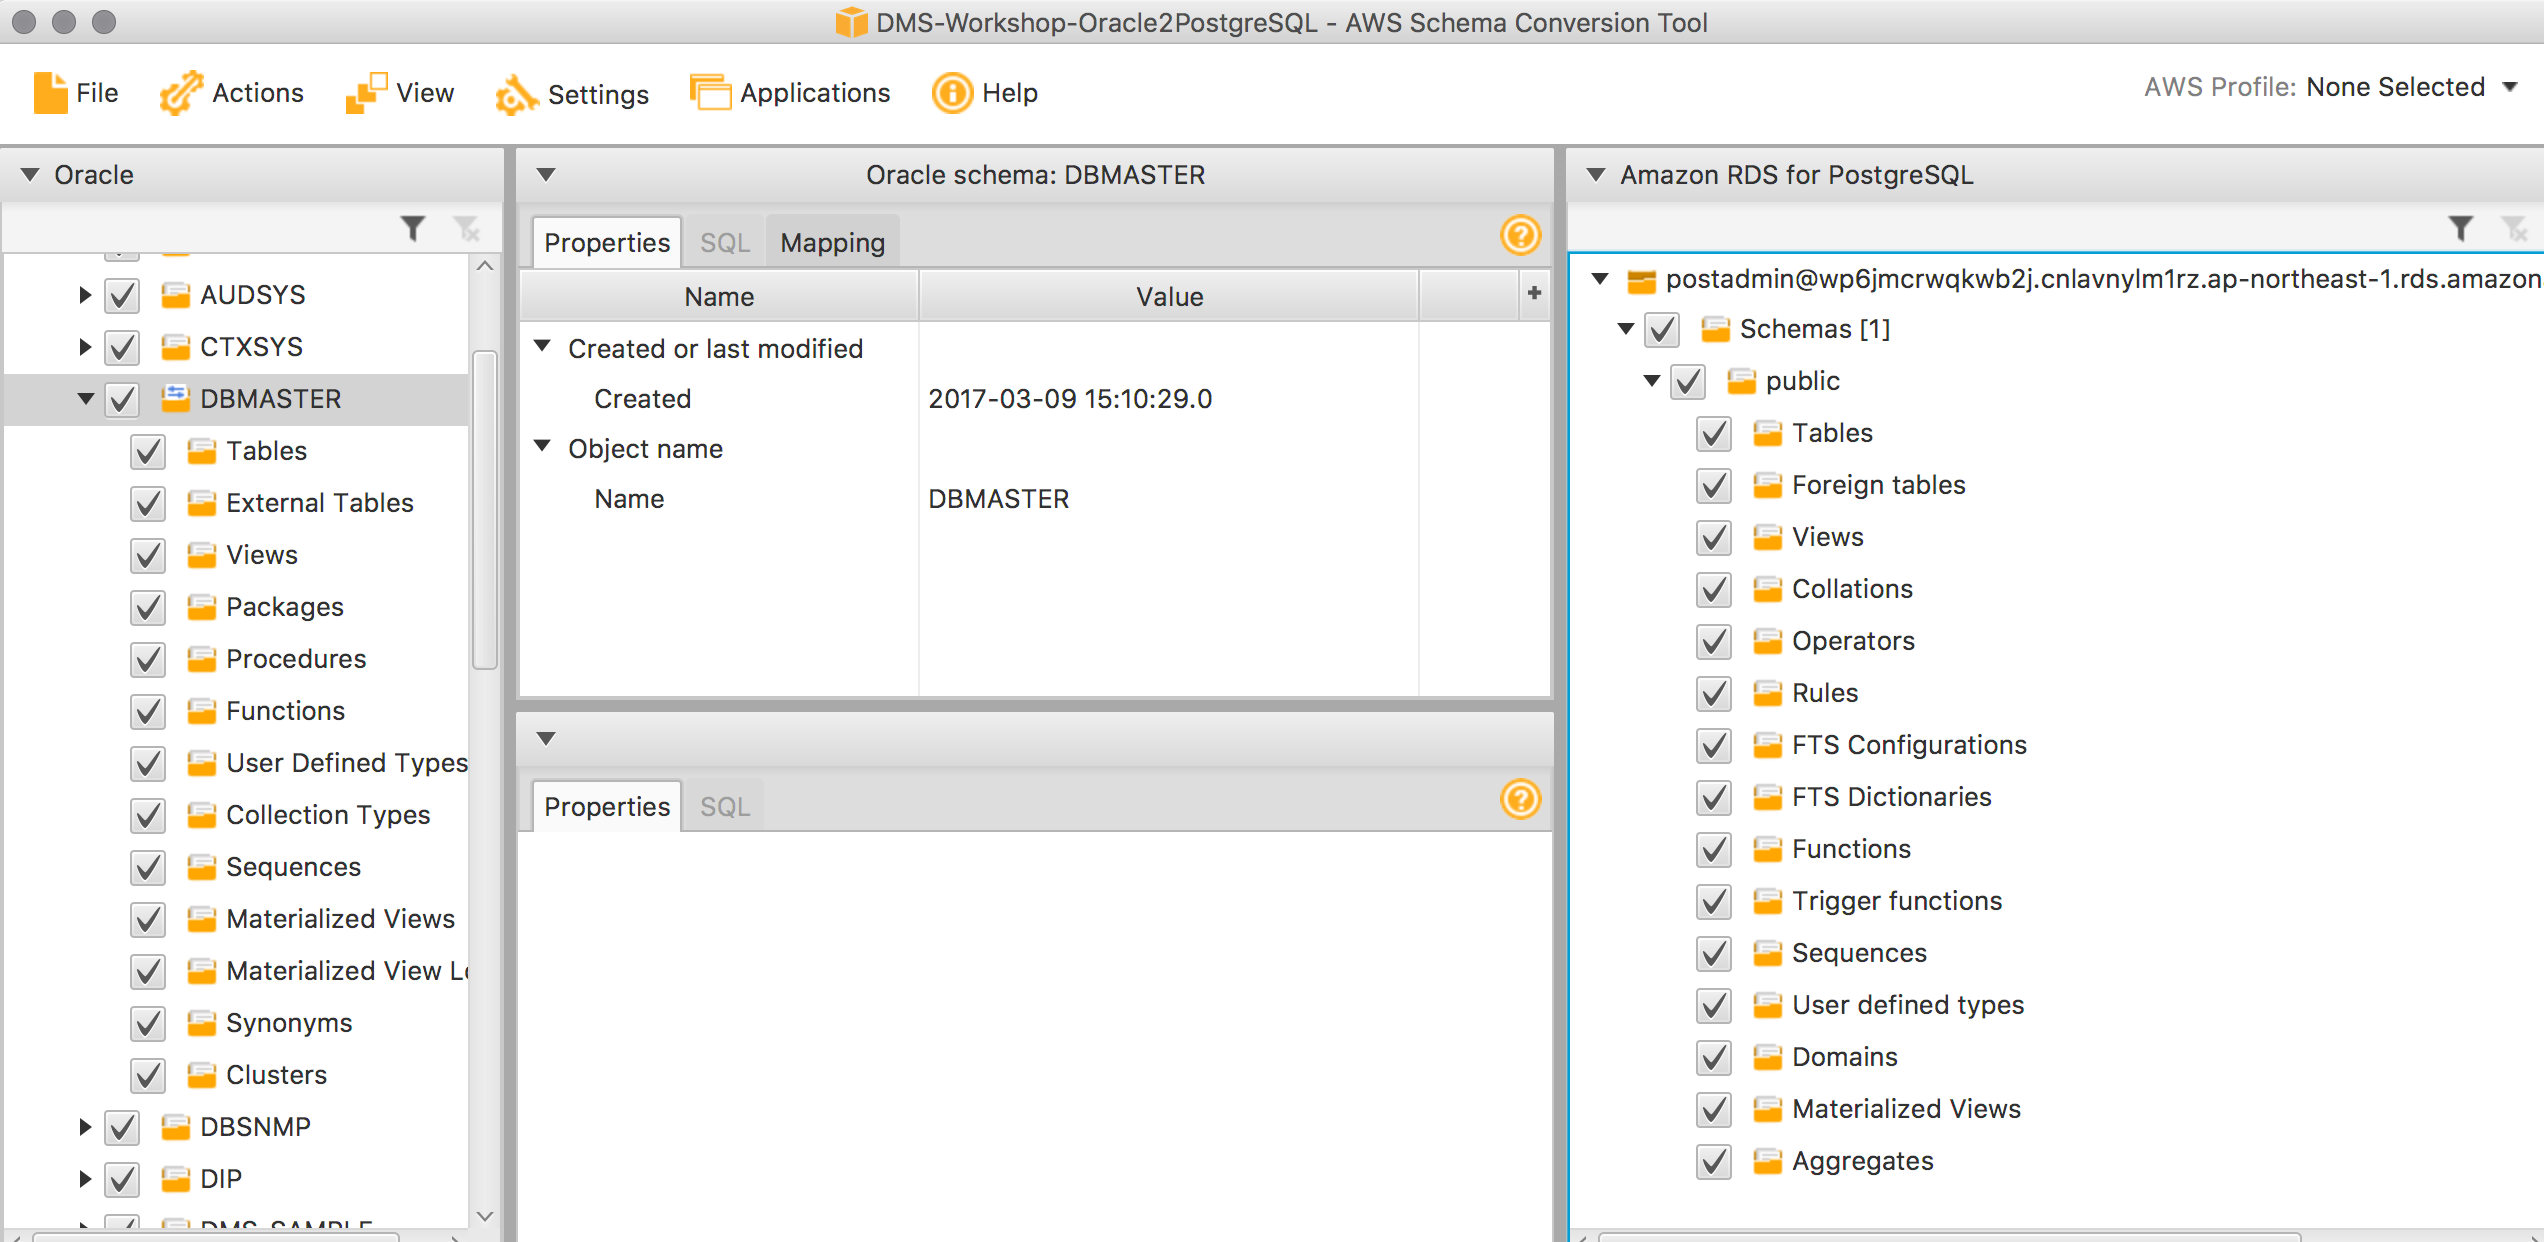 DMS-Workshop-Oracle2PostgreSQL - AWS Schema Conversion Tool
File Actions View Settings Applications Help
AWS Profile: None Selected
Oracle
AUDSYS
CTXSYS
DBMASTER
Tables
External Tables
Views
Packages
Procedures
Functions
User Defined Types
Collection Types
Sequences
Materialized Views
Materialized View
Synonyms
Clusters
DBSNMP
DIP
DMS_SAMPLE
Oracle schema: DBMASTER
Properties SQL Mapping
Name Value +
Created or last modified
Created 2017-03-09 15:10:29.0
Object name
Name DBMASTER
Properties SQL
Amazon RDS for PostgreSQL
postadmin@wp6jmcrwqkwb2j.cnlavnylm1rz.ap-northeast-1.rds.amazon
Schemas [1]
public
Tables
Foreign tables
Views
Collations
Operators
Rules
FTS Configurations
FTS Dictionaries
Functions
Trigger functions
Sequences
User defined types
Domains
Materialized Views
Aggregates